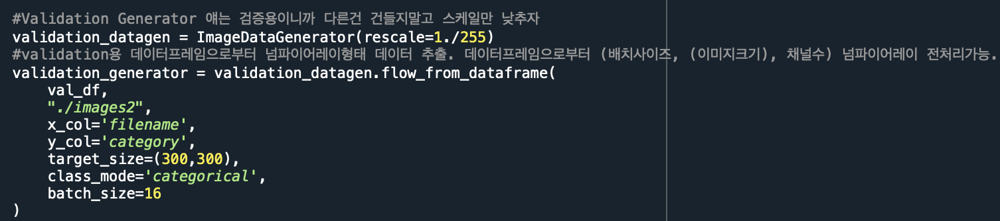 #Validation Generator 얘는 검증용이니까 다른건 건들지말고 스케일만 낮추자
validation_datagen = ImageDataGenerator(rescale=1./255)
#validation용 데이터프레임으로부터 넘파이어레이형태 데이터 추출. 데이터프레임으로부터 (배치사이즈, (이미지크기), 채널수) 넘파이어레이 전처리가능.
validation_generator = validation_datagen.flow_from_dataframe(
    val_df,
    "./images2",
    x_col='filename',
    y_col='category',
    target_size=(300,300),
    class_mode='categorical',
    batch_size=16
)